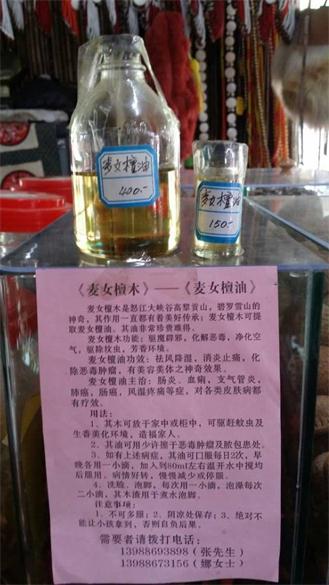 麦女檀油
400-
麦女檀油
150-
《麦女檀木》——《麦女檀油》
麦女檀木是怒江大峡谷高黎贡山，碧罗雪山的
神奇，其作用一直都有着美好传承；麦女檀木可提
取麦女檀油。其油非常珍贵难得。
麦女檀木功能：驱魔辟邪，化解恶毒，净化空
气，驱除蚊虫，芳香环境。
麦女檀油功效：祛风降湿，消炎止痛，化
除恶毒肿瘤，有美容美体之神奇效果。
麦女檀油主治：肠炎、血痢，支气管炎，
肺癌，肠癌，风湿疼痛等症，对各类皮肤都
有疗效。
用法：
1、其木可放于家中或柜中，可驱赶蚊虫及
生香美化环境，造福家人。
2、其油可用少许擦于恶毒肿瘤及脓包患处。
3、如有上述病症，其油可口服每日2次，早
晚各用一小滴，加入到80ml左右温开水中搅均
后服用。病情好转，慢慢减少或停服。
4、洗脸、泡脚，每次用一小滴，泡澡每次
二小滴，其木渣用于煮水泡脚。
注意事项：
1、不可多服；2、阴凉处保存；3、绝对不
能让小孩拿到，否则自负后果。
需要者请拨打电话：
13988693898（张先生）
13988673156（娜女士）